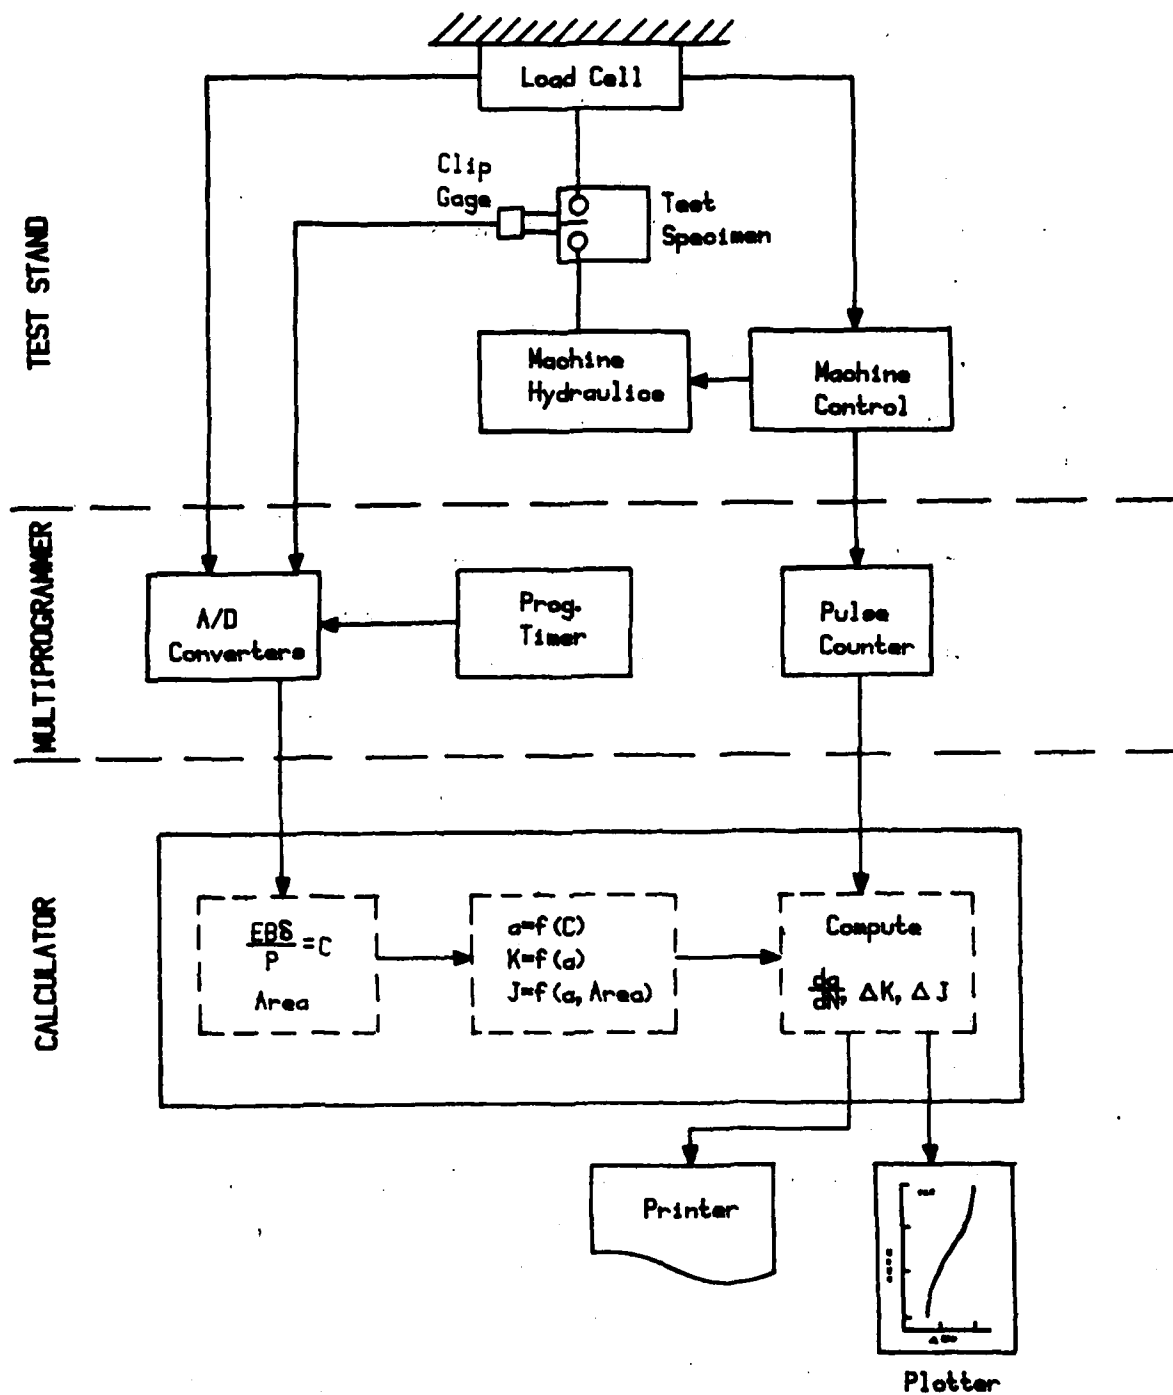 Load Cell
Clip
Gage
Test
Specimen
TEST STAND
Machine
Hydraulics
Machine
Control
MULTIPROGRAMMER
A/D
Converters
Prog.
Timer
Pulse
Counter
CALCULATOR
EBδ
P
=C
Area
a=f(C)
K=f(a)
J=f(a, Area)
Compute
da
dN, ΔK, ΔJ
Printer
Plotter